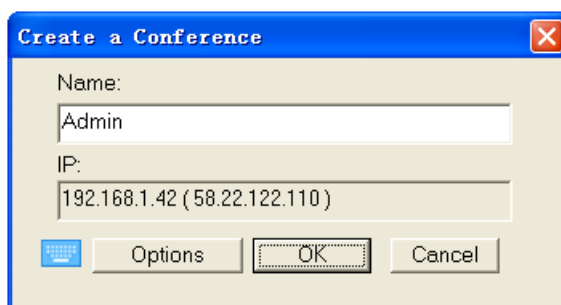 Create a Conference
Name:
Admin
IP:
192.168.1.42 ( 58.22.122.110 )
Options OK Cancel